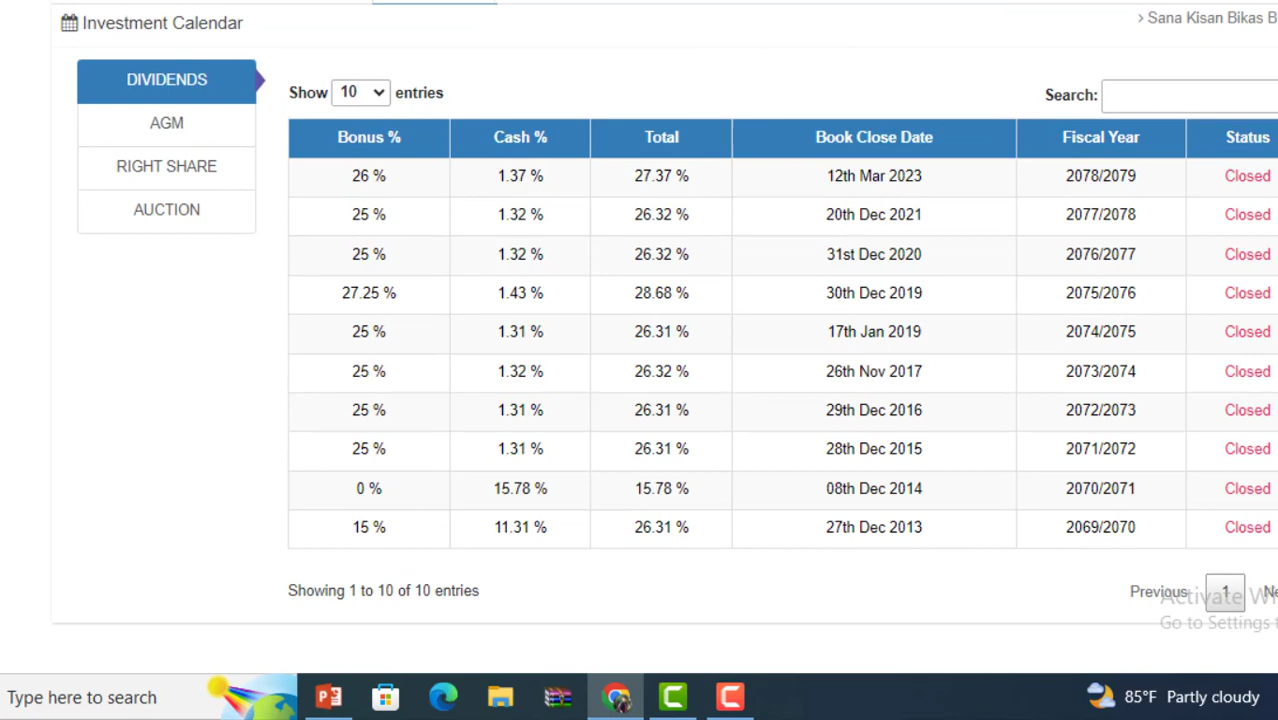 Investment Calendar
› Sana Kisan Bikas B
DIVIDENDS
AGM
RIGHT SHARE
AUCTION
Show 10 entries
Search:
Bonus % Cash % Total Book Close Date Fiscal Year Status
26 % 1.37 % 27.37 % 12th Mar 2023 2078/2079 Closed
25 % 1.32 % 26.32 % 20th Dec 2021 2077/2078 Closed
25 % 1.32 % 26.32 % 31st Dec 2020 2076/2077 Closed
27.25 % 1.43 % 28.68 % 30th Dec 2019 2075/2076 Closed
25 % 1.31 % 26.31 % 17th Jan 2019 2074/2075 Closed
25 % 1.32 % 26.32 % 26th Nov 2017 2073/2074 Closed
25 % 1.31 % 26.31 % 29th Dec 2016 2072/2073 Closed
25 % 1.31 % 26.31 % 28th Dec 2015 2071/2072 Closed
0 % 15.78 % 15.78 % 08th Dec 2014 2070/2071 Closed
15 % 11.31 % 26.31 % 27th Dec 2013 2069/2070 Closed
Showing 1 to 10 of 10 entries
Previous 1 Ne
Activate Wi
Go to Settings t
Type here to search
85°F Partly cloudy